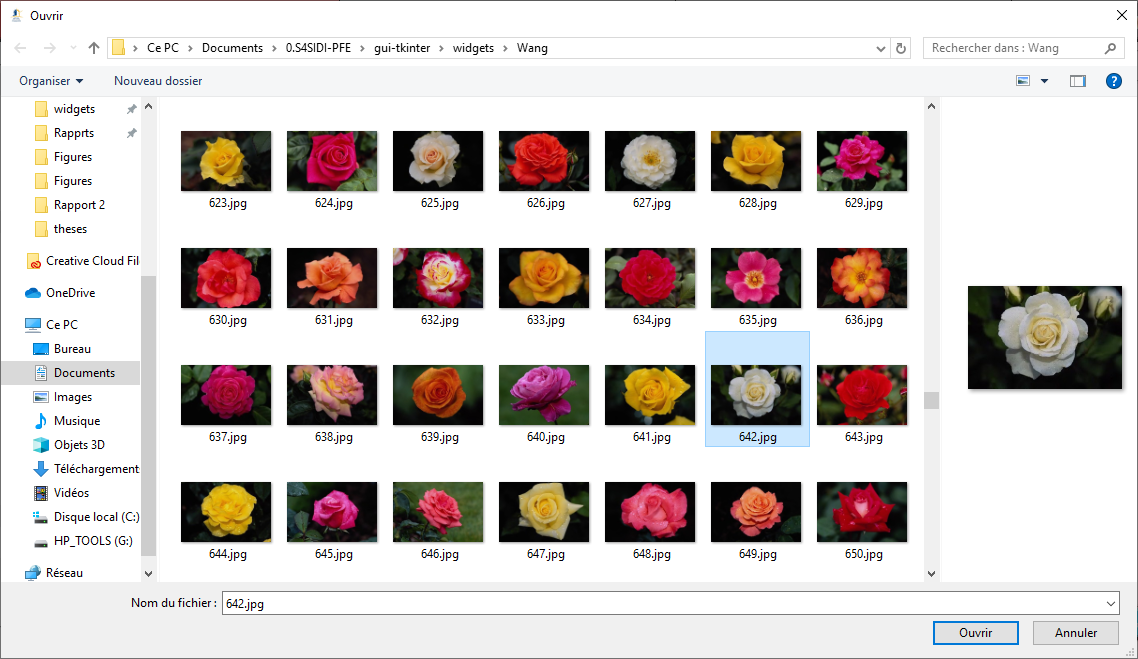 Ouvrir
Ce PC > Documents > 0.S4SIDI-PFE > gui-tkinter > widgets > Wang
Rechercher dans : Wang
Organiser
Nouveau dossier
widgets
Rapprts
Figures
Figures
Rapport 2
theses
Creative Cloud Fil
OneDrive
Ce PC
Bureau
Documents
Images
Musique
Objets 3D
Téléchargement
Vidéos
Disque local (C:)
HP_TOOLS (G:)
Réseau
623.jpg 624.jpg 625.jpg 626.jpg 627.jpg 628.jpg 629.jpg
630.jpg 631.jpg 632.jpg 633.jpg 634.jpg 635.jpg 636.jpg
637.jpg 638.jpg 639.jpg 640.jpg 641.jpg 642.jpg 643.jpg
644.jpg 645.jpg 646.jpg 647.jpg 648.jpg 649.jpg 650.jpg
Nom du fichier : 642.jpg
Ouvrir
Annuler